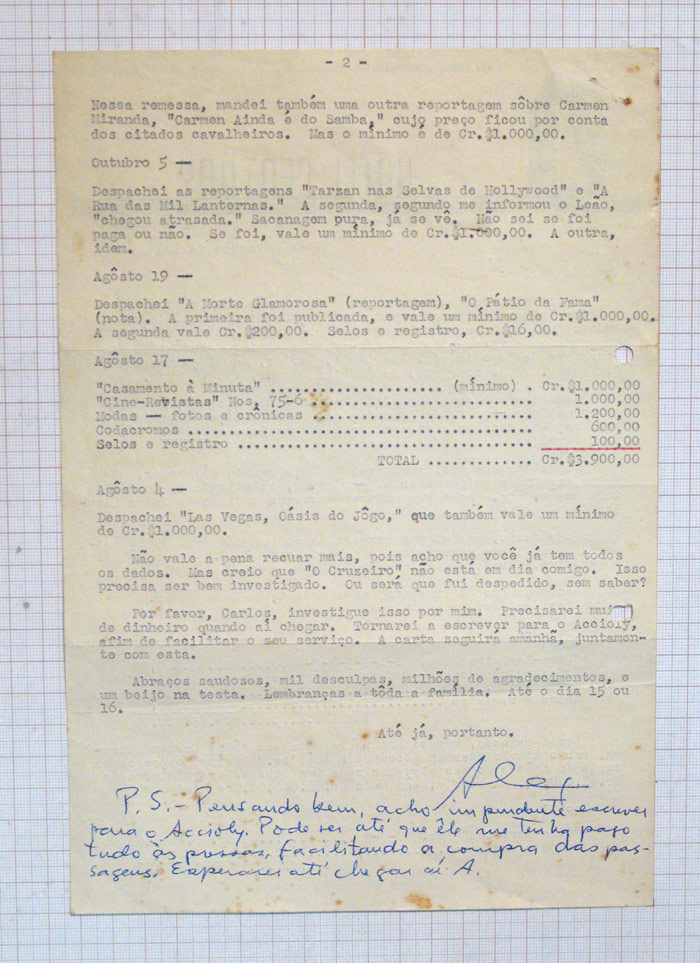 - 2 -
Nessa remessa, mandei também uma outra reportagem sôbre Carmen
Miranda, "Carmen Ainda é do Samba," cujo preço ficou por conta
dos citados cavalheiros.  Mas o mínimo é de Cr.$1.000,00.
Outubro 5 —
Despachei as reportagens "Tarzan nas Selvas de Hollywood" e "A
Rua das Mil Lanternas."  A segunda, segundo me informou o Leão,
"chegou atrasada." Sacanagem pura, já se vê.  Não sei se foi
paga ou não.  Se foi, vale um mínimo de Cr.$1.000,00.  A outra,
idem.
Agôsto 19 —
Despachei "A Morte Glamorosa" (reportagem), "O Pátio da Fama"
(nota).  A primeira foi publicada, e vale um mínimo de Cr.$1.000,00.
A segunda vale Cr.$200,00.  Selos e registro, Cr.$16,00.
Agôsto 17 —
"Casamento à Minuta" ...................... (mínimo) . Cr.$1.000,00
"Cine-Revistas" Nos. 75-6 ............................ 1.000,00
Modas — fotos e crônicas ............................ 1.200,00
Codacromos .......................................... 600,00
Selos e registro ...................................... 100,00
TOTAL ............. Cr.$3.900,00
Agôsto 4 —
Despachei "Las Vegas, Oásis do Jôgo," que também vale um mínimo
de Cr.$1.000,00.
Não vale a pena recuar mais, pois acho que você já tem todos
os dados.  Mas creio que "O Cruzeiro" não está em dia comigo.  Isso
precisa ser bem investigado.  Ou será que fui despedido, sem saber?
Por favor, Carlos, investigue isso por mim.  Precisarei
de dinheiro quando aí chegar.  Tornarei a escrever para o Accioly,
afim de facilitar o seu serviço.  A carta seguirá amanhã, juntamen-
te com esta.
Abraços saudosos, mil desculpas, milhões de agradecimentos, e
um beijo na testa.  Lembranças a tôda a família.  Até o dia 15 ou
16.
Até já, portanto.
Alex
P. S. - Pensando bem, acho imprudente escrever
para o Accioly. Pode ser até que êle me tenha pago
tudo às pressas, facilitando a compra das pas-
sagens. Esperarei até chegar aí. A.